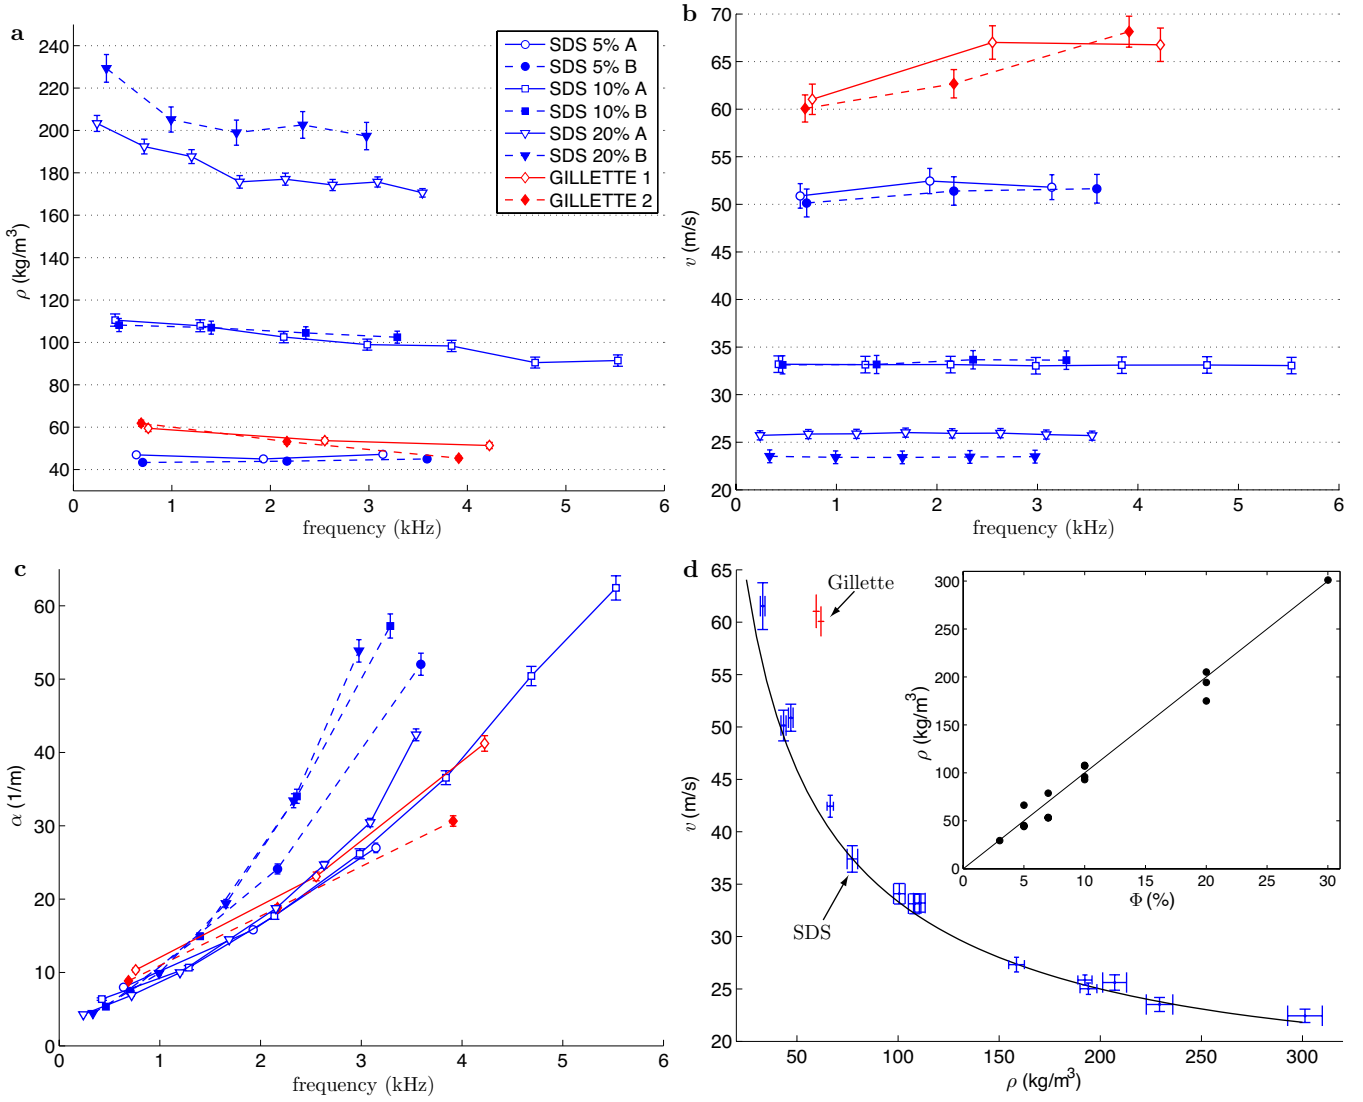 a
240
220
200
180
160
140
120
100
80
60
40
0 1 2 3 4 5 6
ρ (kg/m³)
frequency (kHz)
SDS 5% A
SDS 5% B
SDS 10% A
SDS 10% B
SDS 20% A
SDS 20% B
GILLETTE 1
GILLETTE 2
b
70
65
60
55
50
45
40
35
30
25
20
0 1 2 3 4 5 6
v (m/s)
frequency (kHz)
c
60
50
40
30
20
10
0
0 1 2 3 4 5 6
α (1/m)
frequency (kHz)
d
65
60
55
50
45
40
35
30
25
20
50 100 150 200 250 300
v (m/s)
ρ (kg/m³)
Gillette
SDS
300
250
200
150
100
50
0
0 5 10 15 20 25 30
ρ (kg/m³)
Φ (%)